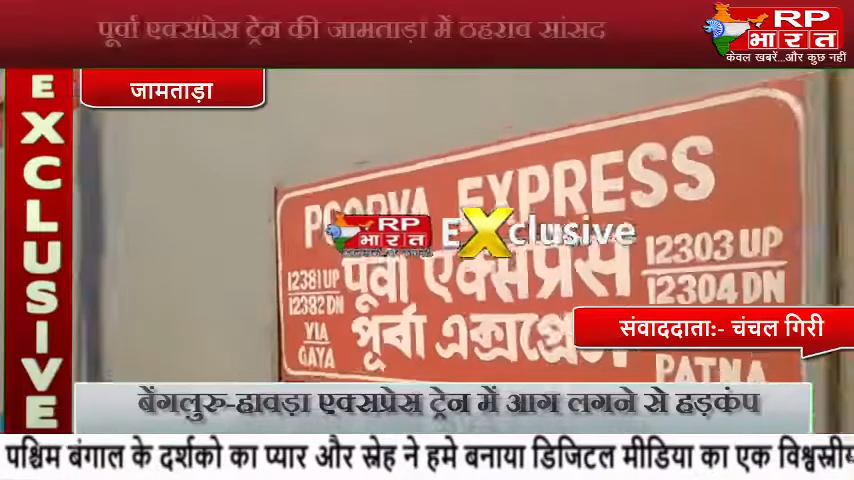 पूर्वा एक्सप्रेस ट्रेन की जामताड़ा में ठहराव सांसद
RP
भारत
केवल खबरें...और कुछ नहीं
EXCLUSIVE
जामताड़ा
POORVA EXPRESS
RP
भारत
Exclusive
12381 UP
12382 DN
VIA
GAYA
पूर्वा एक्सप्रेस
12303 UP
12304 DN
পূর্বা
PATNA
संवाददाता:- चंचल गिरी
बेंगलुरु-हावड़ा एक्सप्रेस ट्रेन में आग लगने से हड़कंप
पश्चिम बंगाल के दर्शको का प्यार और स्नेह ने हमे बनाया डिजिटल मीडिया का एक